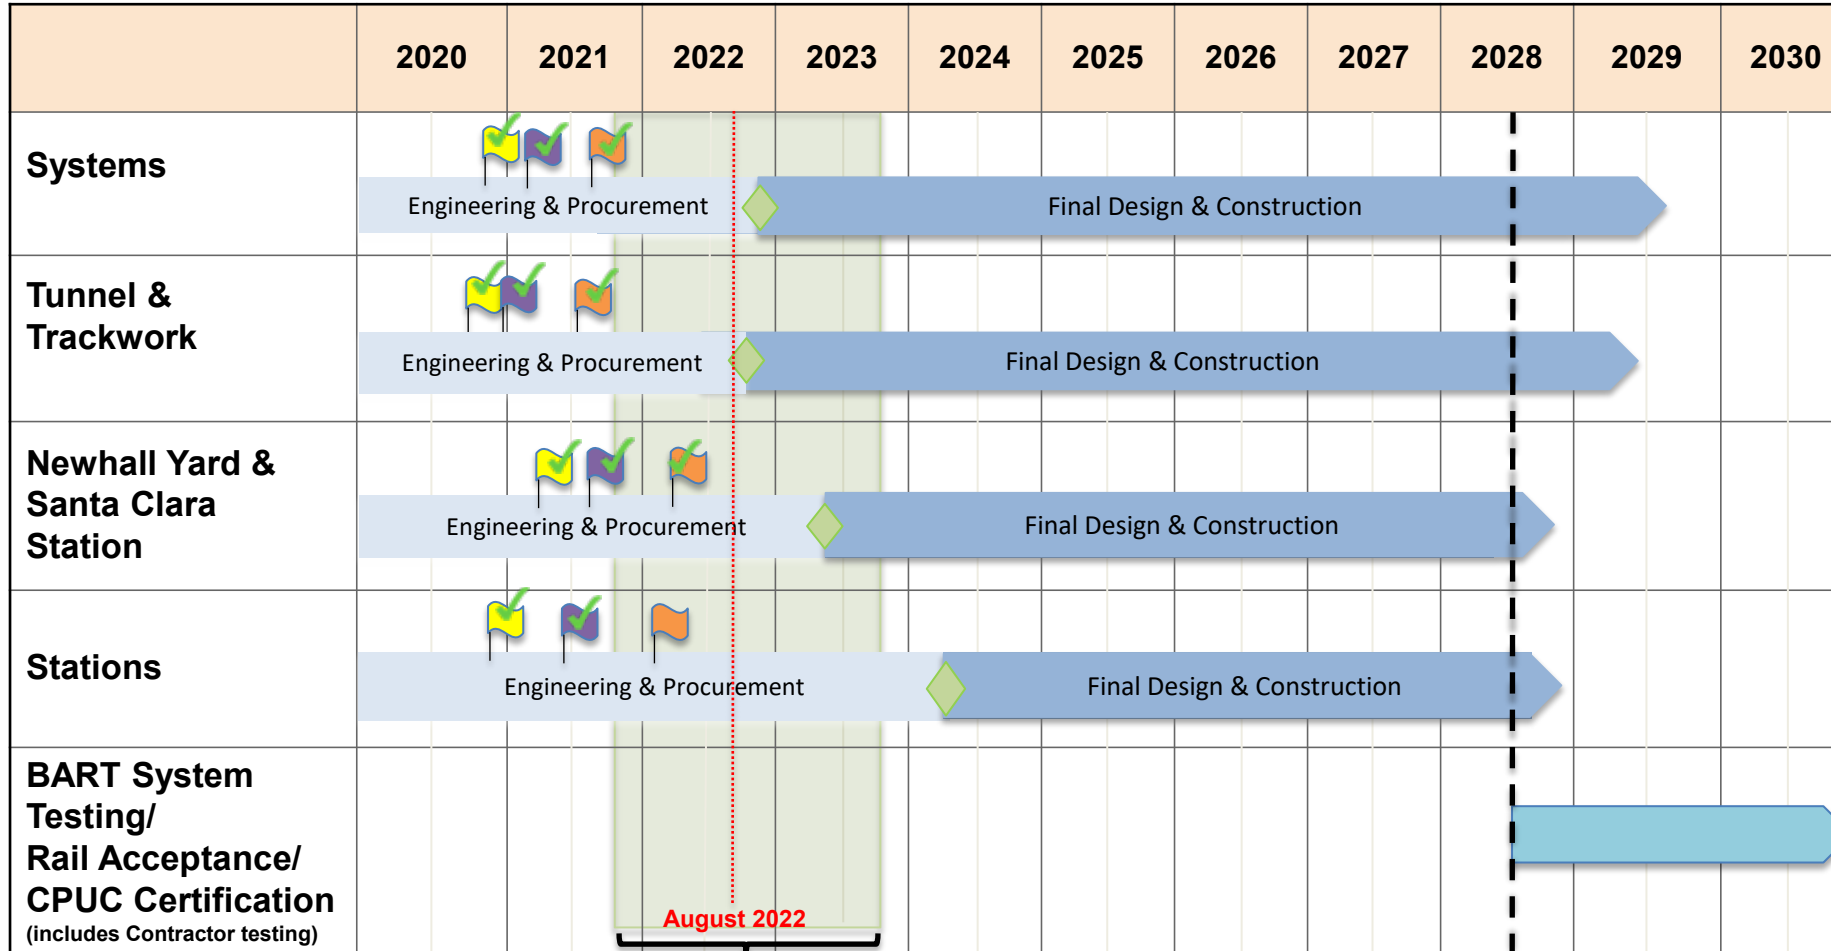 2020 2021 2022 2023 2024 2025 2026 2027 2028 2029 2030
Systems
Engineering & Procurement
Final Design & Construction
Tunnel &
Trackwork
Engineering & Procurement
Final Design & Construction
Newhall Yard &
Santa Clara
Station
Engineering & Procurement
Final Design & Construction
Stations
Engineering & Procurement
Final Design & Construction
BART System
Testing/
Rail Acceptance/
CPUC Certification
(includes Contractor testing)
August 2022